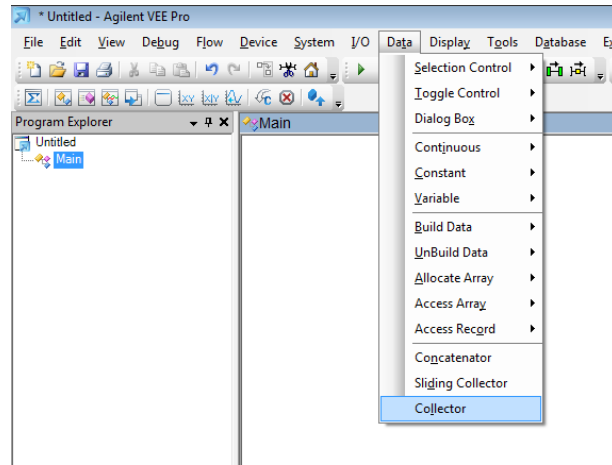 * Untitled - Agilent VEE Pro
File Edit View Debug Flow Device System I/O Data Display Tools Database
Program Explorer
Untitled
Main
Main
Selection Control
Toggle Control
Dialog Box
Continuous
Constant
Variable
Build Data
UnBuild Data
Allocate Array
Access Array
Access Record
Concatenator
Sliding Collector
Collector